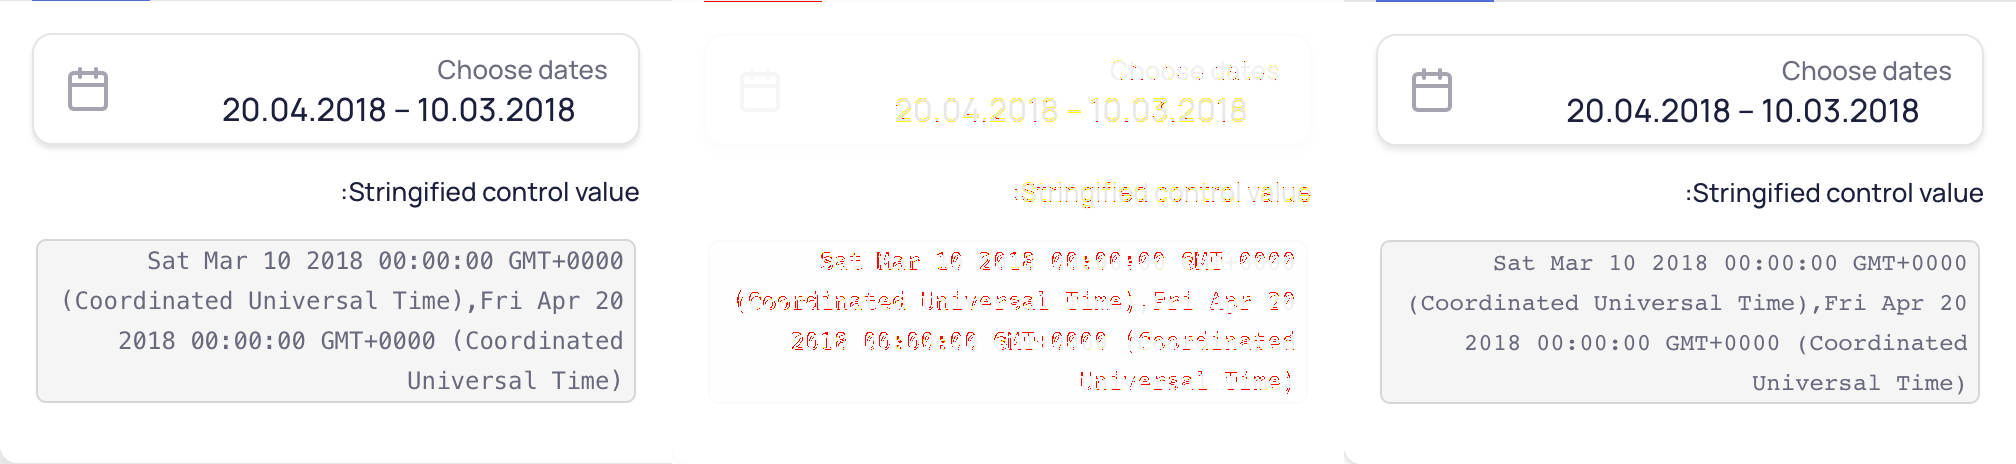 Choose dates
20.04.2018 – 10.03.2018
:Stringified control value
Sat Mar 10 2018 00:00:00 GMT+0000
(Coordinated Universal Time),Fri Apr 20
2018 00:00:00 GMT+0000 (Coordinated
Universal Time)
Choose dates
20.04.2018 – 10.03.2018
:Stringified control value
Sat Mar 10 2018 00:00:00 GMT+0000
(Coordinated Universal Time),Fri Apr 20
2018 00:00:00 GMT+0000 (Coordinated
Universal Time)
Choose dates
20.04.2018 – 10.03.2018
:Stringified control value
Sat Mar 10 2018 00:00:00 GMT+0000
(Coordinated Universal Time),Fri Apr 20
2018 00:00:00 GMT+0000 (Coordinated
Universal Time)